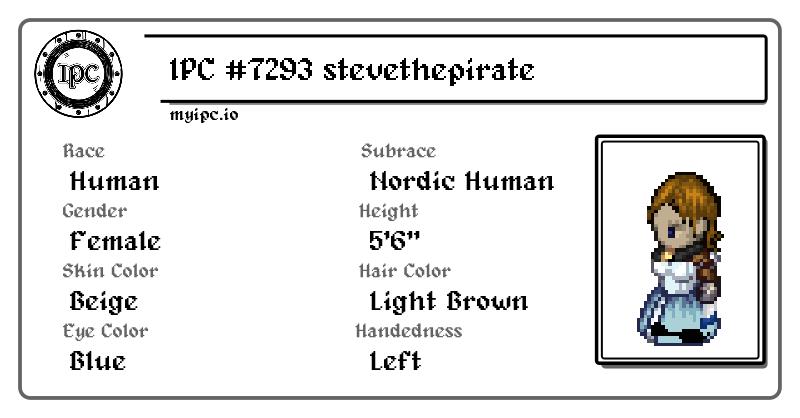 IPC
IPC #7293 stevethepirate
myipc.io
Race
Human
Subrace
Nordic Human
Gender
Female
Height
5'6"
Skin Color
Beige
Hair Color
Light Brown
Eye Color
Blue
Handedness
Left